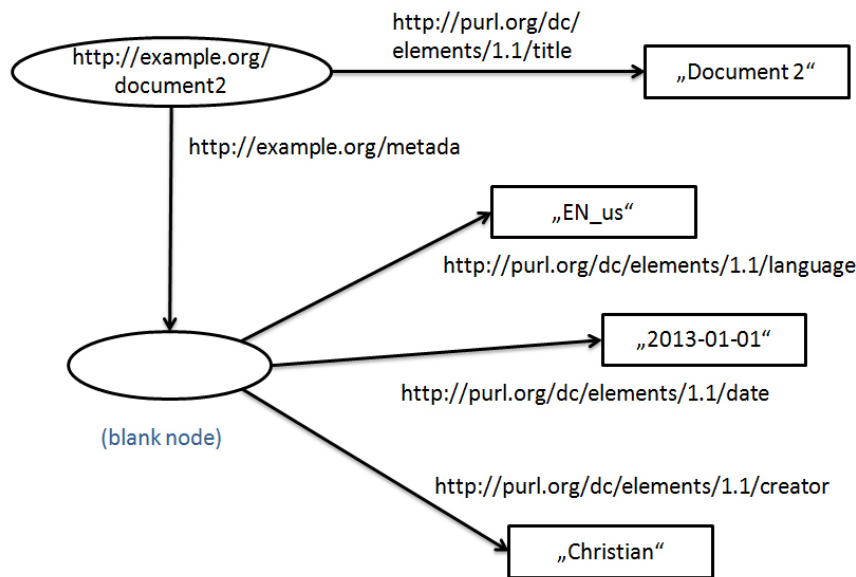 http://example.org/
document2
http://purl.org/dc/
elements/1.1/title
„Document 2“
http://example.org/metada
„EN_us“
http://purl.org/dc/elements/1.1/language
„2013-01-01“
http://purl.org/dc/elements/1.1/date
(blank node)
http://purl.org/dc/elements/1.1/creator
„Christian“